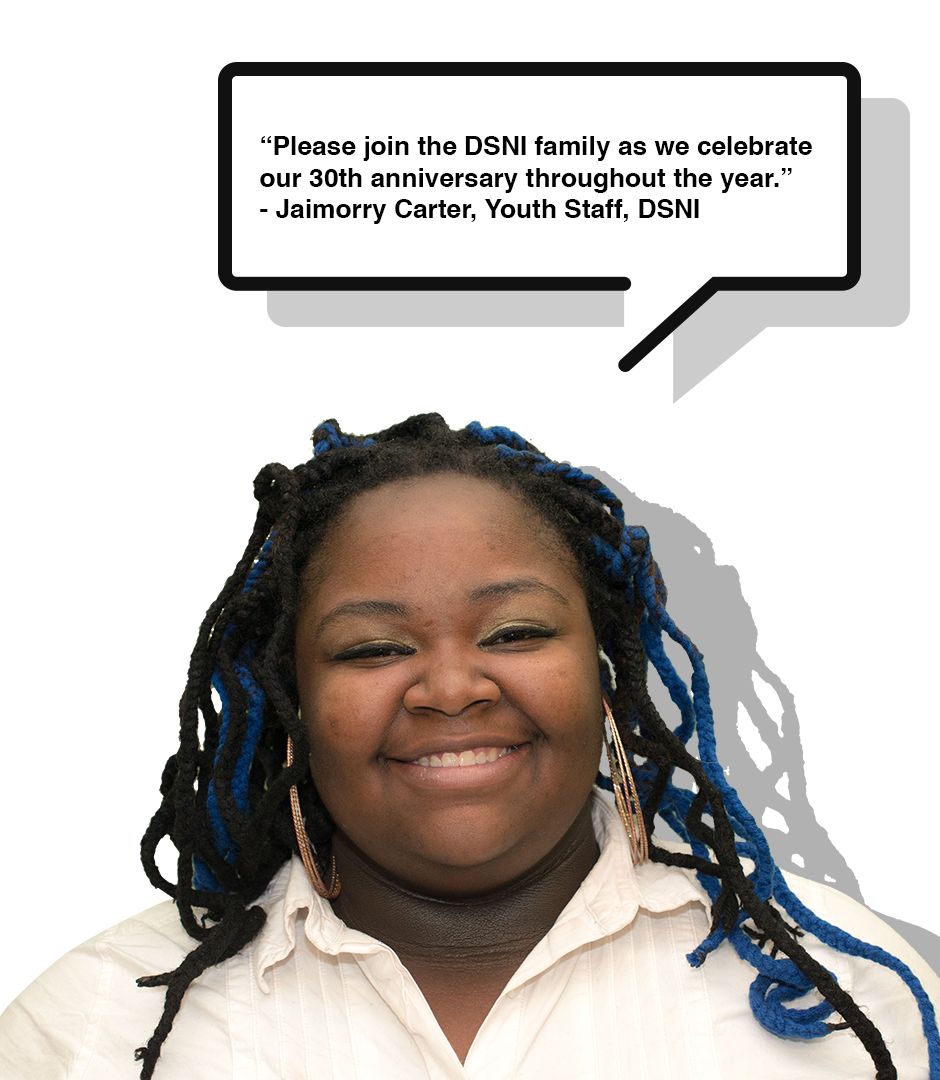 “Please join the DSNI family as we celebrate
our 30th anniversary throughout the year.”
- Jaimorry Carter, Youth Staff, DSNI